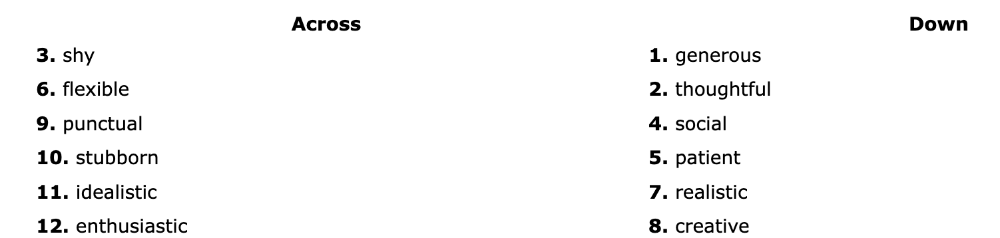 Across
3. shy
6. flexible
9. punctual
10. stubborn
11. idealistic
12. enthusiastic
Down
1. generous
2. thoughtful
4. social
5. patient
7. realistic
8. creative